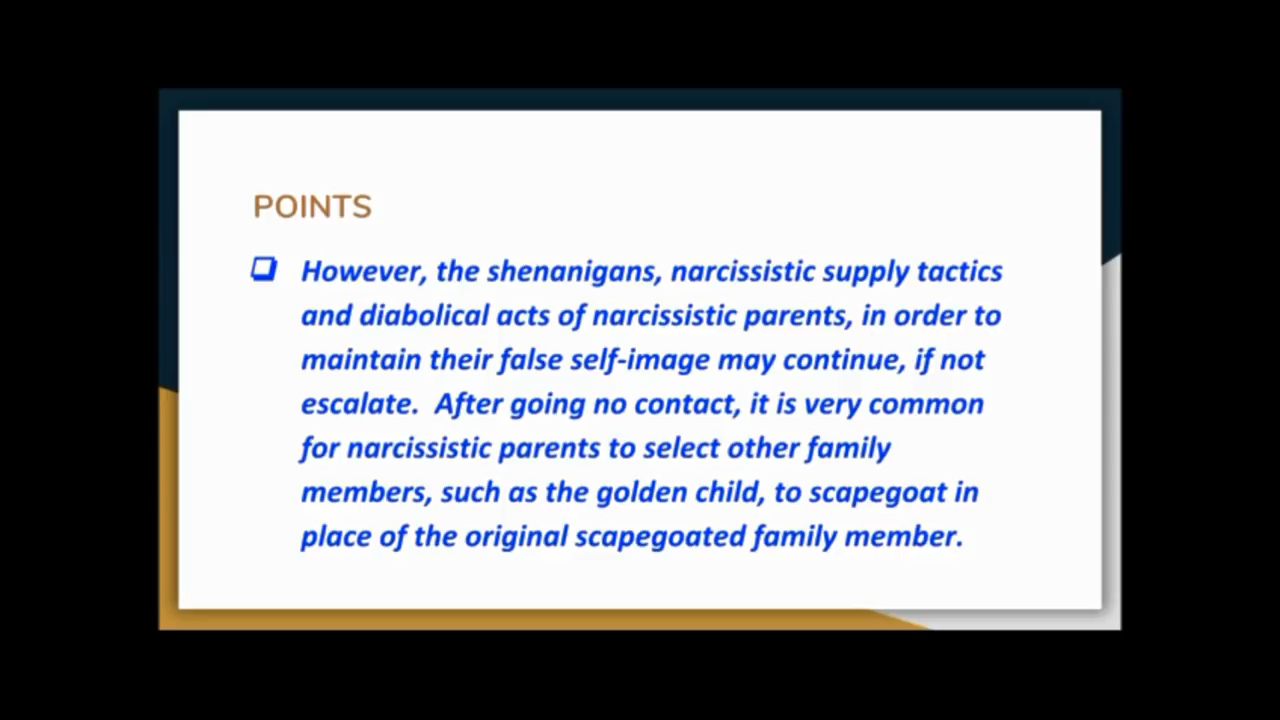 POINTS
❑ However, the shenanigans, narcissistic supply tactics
and diabolical acts of narcissistic parents, in order to
maintain their false self-image may continue, if not
escalate.  After going no contact, it is very common
for narcissistic parents to select other family
members, such as the golden child, to scapegoat in
place of the original scapegoated family member.